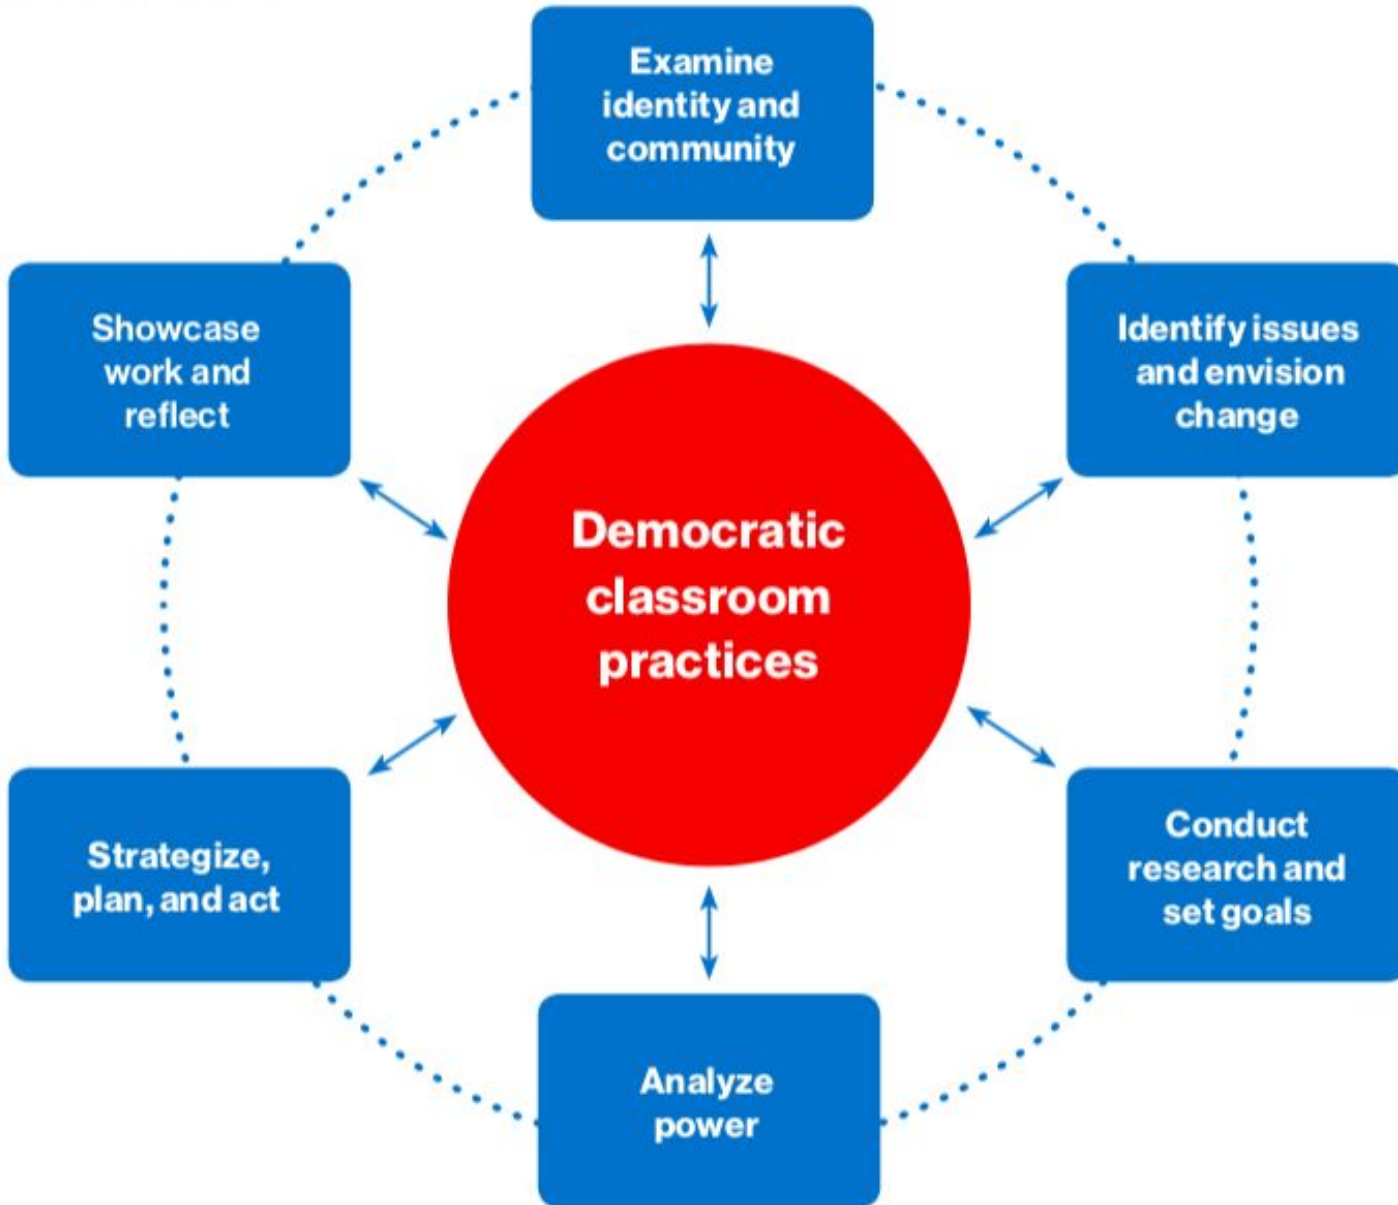 Examine
identity and
community
Identify issues
and envision
change
Conduct
research and
set goals
Analyze
power
Strategize,
plan, and act
Showcase
work and
reflect
Democratic
classroom
practices